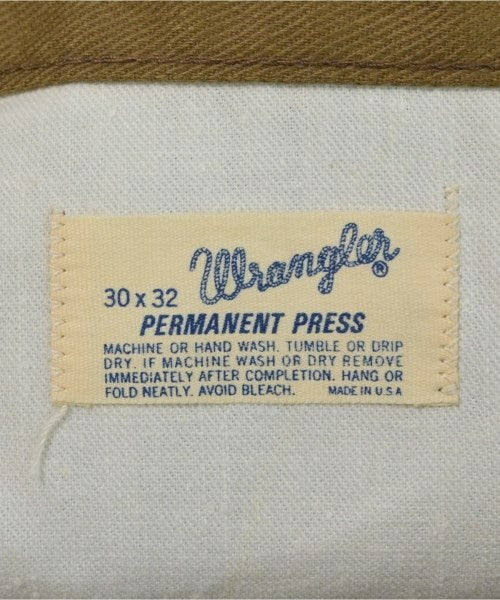 Wrangler®
30 x 32
PERMANENT PRESS
MACHINE OR HAND WASH. TUMBLE OR DRIP
DRY. IF MACHINE WASH OR DRY REMOVE
IMMEDIATELY AFTER COMPLETION. HANG OR
FOLD NEATLY. AVOID BLEACH. MADE IN U.S.A